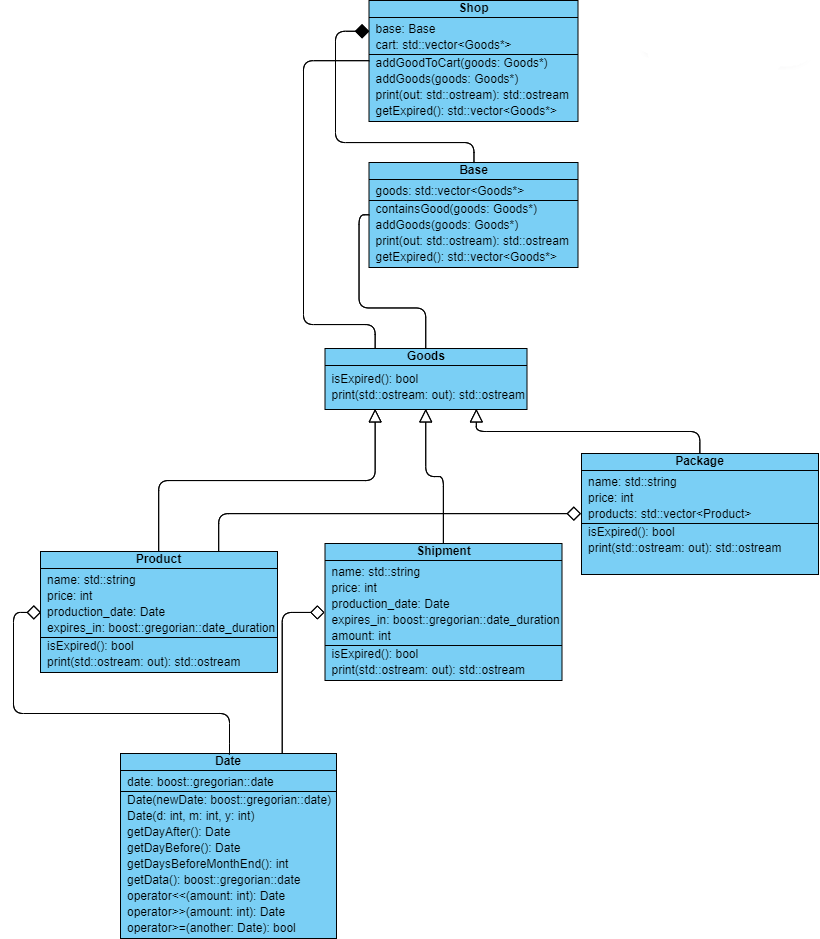 Shop
base: Base
cart: std::vector<Goods*>
addGoodToCart(goods: Goods*)
addGoods(goods: Goods*)
print(out: std::ostream): std::ostream
getExpired(): std::vector<Goods*>
Base
goods: std::vector<Goods*>
containsGood(goods: Goods*)
addGoods(goods: Goods*)
print(out: std::ostream): std::ostream
getExpired(): std::vector<Goods*>
Goods
isExpired(): bool
print(std::ostream: out): std::ostream
Package
name: std::string
price: int
products: std::vector<Product>
isExpired(): bool
print(std::ostream: out): std::ostream
Product
name: std::string
price: int
production_date: Date
expires_in: boost::gregorian::date_duration
isExpired(): bool
print(std::ostream: out): std::ostream
Shipment
name: std::string
price: int
production_date: Date
expires_in: boost::gregorian::date_duration
amount: int
isExpired(): bool
print(std::ostream: out): std::ostream
Date
date: boost::gregorian::date
Date(newDate: boost::gregorian::date)
Date(d: int, m: int, y: int)
getDayAfter(): Date
getDayBefore(): Date
getDaysBeforeMonthEnd(): int
getData(): boost::gregorian::date
operator<<(amount: int): Date
operator>>(amount: int): Date
operator>=(another: Date): bool